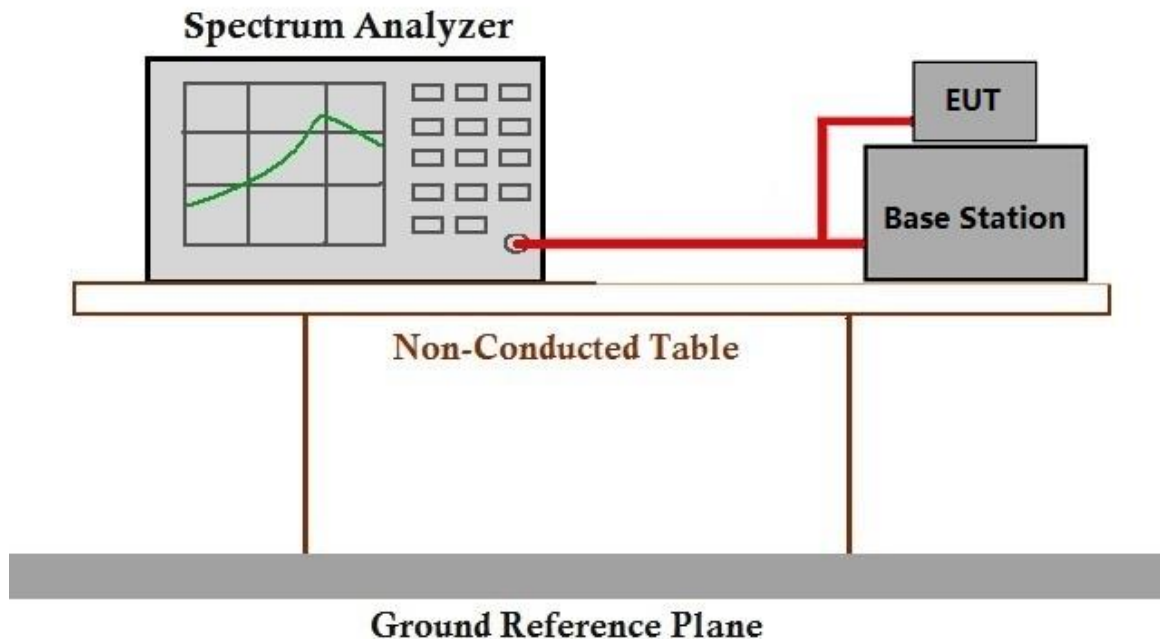 Spectrum Analyzer
EUT
Base Station
Non-Conducted Table
Ground Reference Plane